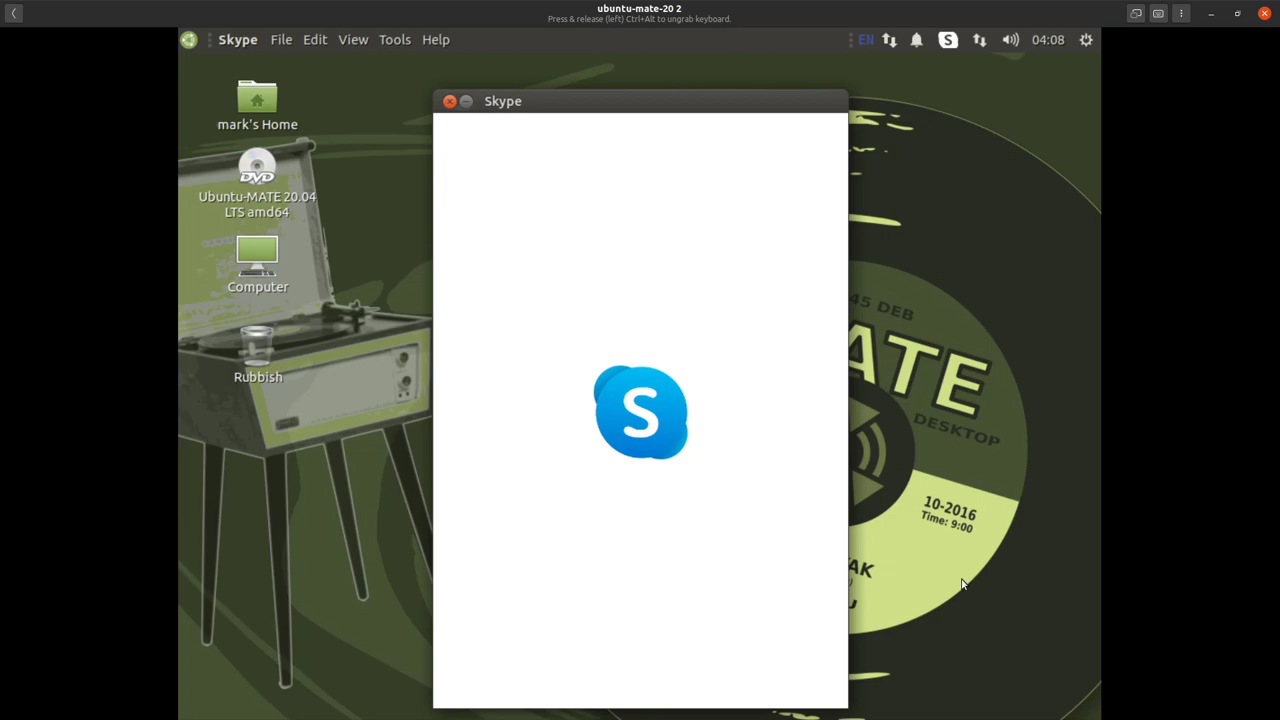 ubuntu-mate-20 2
Press & release (left) Ctrl+Alt to ungrab keyboard.
Skype File Edit View Tools Help
EN
S
04:08
Skype
mark's Home
DVD
Ubuntu-MATE 20.04
LTS amd64
Computer
Rubbish
S
45 DEB
ATE
DESKTOP
10-2016
Time: 9:00
AK